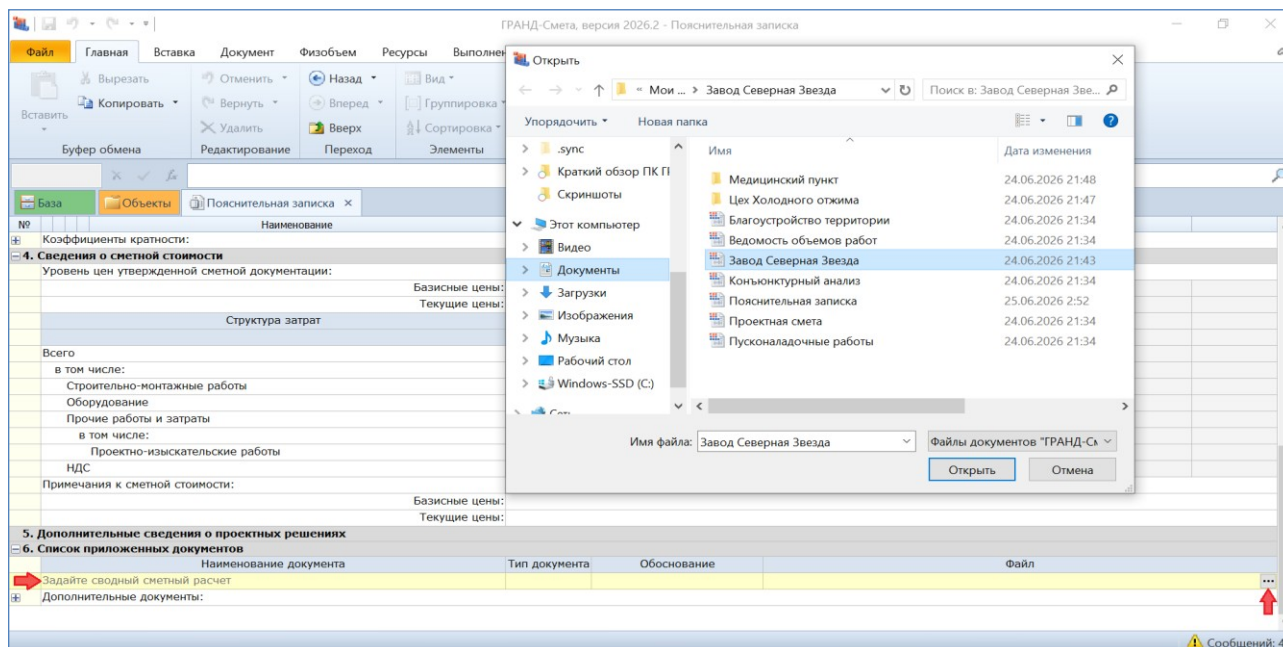 ГРАНД-Смета, версия 2026.2 - Пояснительная записка
Файл Главная Вставка Документ Физобъем Ресурсы
Вырезать
Копировать
Вставить
Отменить
Вернуть
Удалить
Назад
Вперед
Вверх
Вид
Группировка
Сортировка
Буфер обмена Редактирование Переход Элементы
fx
База Объекты Пояснительная записка ×
№ Наименование
Коэффициенты кратности:
4. Сведения о сметной стоимости
Уровень цен утвержденной сметной документации:
Базисные цены:
Текущие цены:
Структура затрат
Всего
в том числе:
Строительно-монтажные работы
Оборудование
Прочие работы и затраты
в том числе:
Проектно-изыскательские работы
НДС
Примечания к сметной стоимости:
Базисные цены:
Текущие цены:
5. Дополнительные сведения о проектных решениях
6. Список приложенных документов
Наименование документа Тип документа Обоснование Файл
Задайте сводный сметный расчет
Дополнительные документы:
Сообщений: 4
Открыть
« Мои ... > Завод Северная Звезда
Поиск в: Завод Северная Зве...
Упорядочить Новая папка
.sync
Краткий обзор ПК
Скриншоты
Этот компьютер
Видео
Документы
Загрузки
Изображения
Музыка
Рабочий стол
Windows-SSD (C:)
Имя Дата изменения
Медицинский пункт 24.06.2026 21:48
Цех Холодного отжима 24.06.2026 21:47
Благоустройство территории 24.06.2026 21:34
Ведомость объемов работ 24.06.2026 21:34
Завод Северная Звезда 24.06.2026 21:43
Конъюнктурный анализ 24.06.2026 21:34
Пояснительная записка 25.06.2026 2:52
Проектная смета 24.06.2026 21:34
Пусконаладочные работы 24.06.2026 21:34
Имя файла: Завод Северная Звезда
Файлы документов "ГРАНД-См
Открыть Отмена